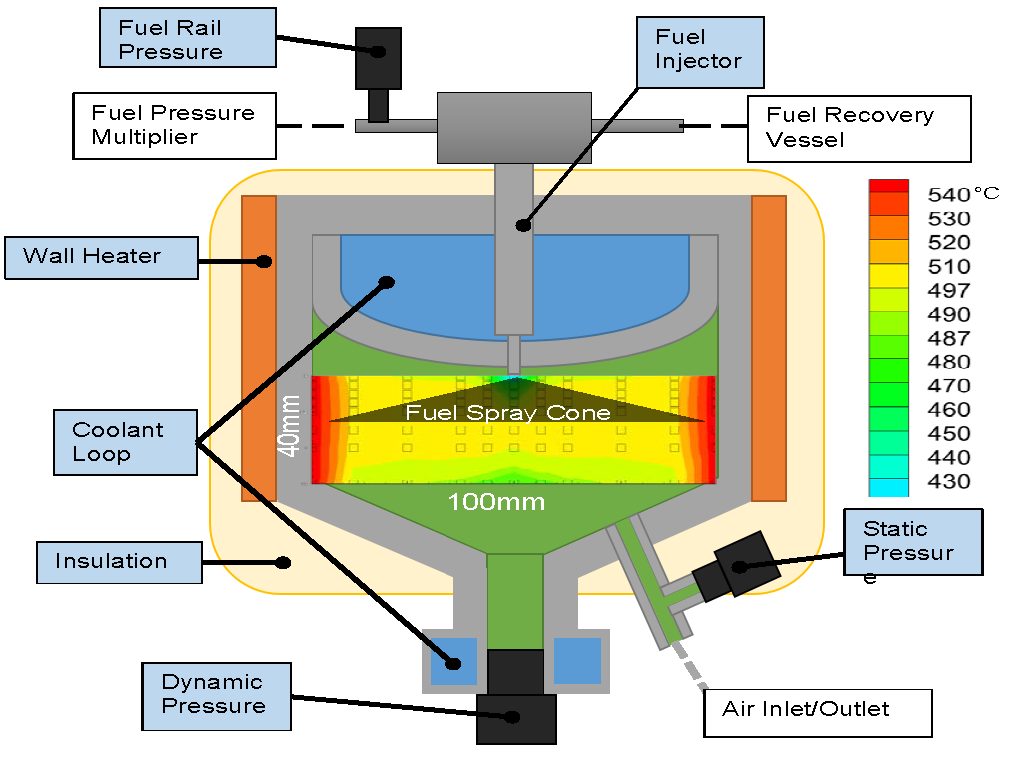 Fuel Rail
Pressure
Fuel
Injector
Fuel Pressure
Multiplier
Fuel Recovery
Vessel
540°C
530
520
510
497
490
487
480
470
460
450
440
430
Wall Heater
Fuel Spray Cone
40mm
100mm
Coolant
Loop
Static
Pressur
e
Insulation
Dynamic
Pressure
Air Inlet/Outlet